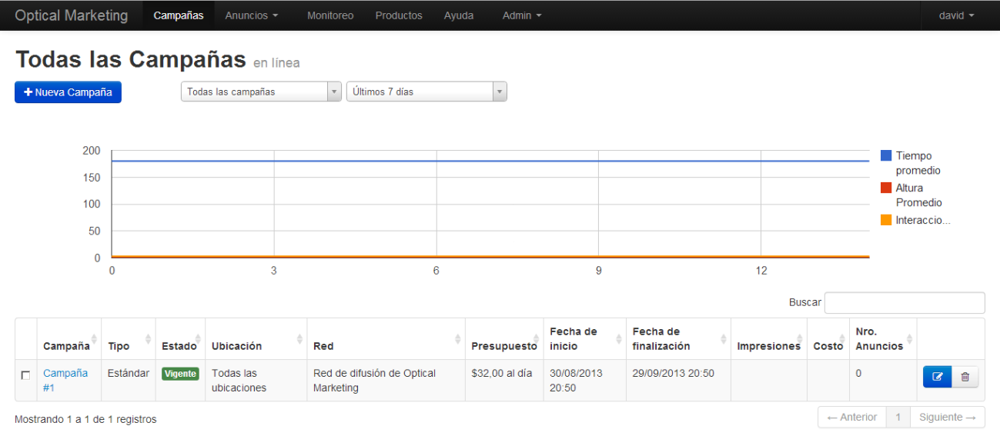 Optical Marketing Campañas Anuncios Monitoreo Productos Ayuda Admin david
Todas las Campañas en línea
+ Nueva Campaña Todas las campañas Últimos 7 días
200
150
100
50
0
0 3 6 9 12
Tiempo
promedio
Altura
Promedio
Interaccio...
Buscar
Campaña Tipo Estado Ubicación Red Presupuesto Fecha de
inicio Fecha de
finalización Impresiones Costo Nro.
Anuncios
Campaña
#1 Estándar Vigente Todas las
ubicaciones Red de difusión de Optical
Marketing $32,00 al día 30/08/2013
20:50 29/09/2013 20:50 0
Mostrando 1 a 1 de 1 registros
← Anterior 1 Siguiente →